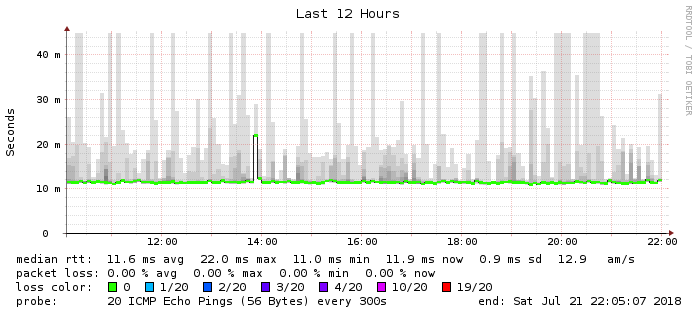 Last 12 Hours
RRDTOOL / TOBI OETIKER
Seconds
40 m
30 m
20 m
10 m
0
12:00 14:00 16:00 18:00 20:00 22:00
median rtt: 11.6 ms avg 22.0 ms max 11.0 ms min 11.9 ms now 0.9 ms sd 12.9 am/s
packet loss: 0.00 % avg 0.00 % max 0.00 % min 0.00 % now
loss color: 0 1/20 2/20 3/20 4/20 10/20 19/20
probe: 20 ICMP Echo Pings (56 Bytes) every 300s end: Sat Jul 21 22:05:07 2018